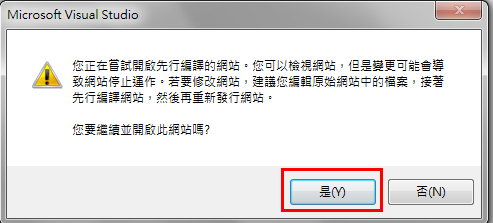 Microsoft Visual Studio
您正在嘗試開啟先行編譯的網站。您可以檢視網站，但是變更可能會導
致網站停止運作。若要修改網站，建議您編輯原始網站中的檔案，接著
先行編譯網站，然後再重新發行網站。
您要繼續並開啟此網站嗎?
是(Y)
否(N)